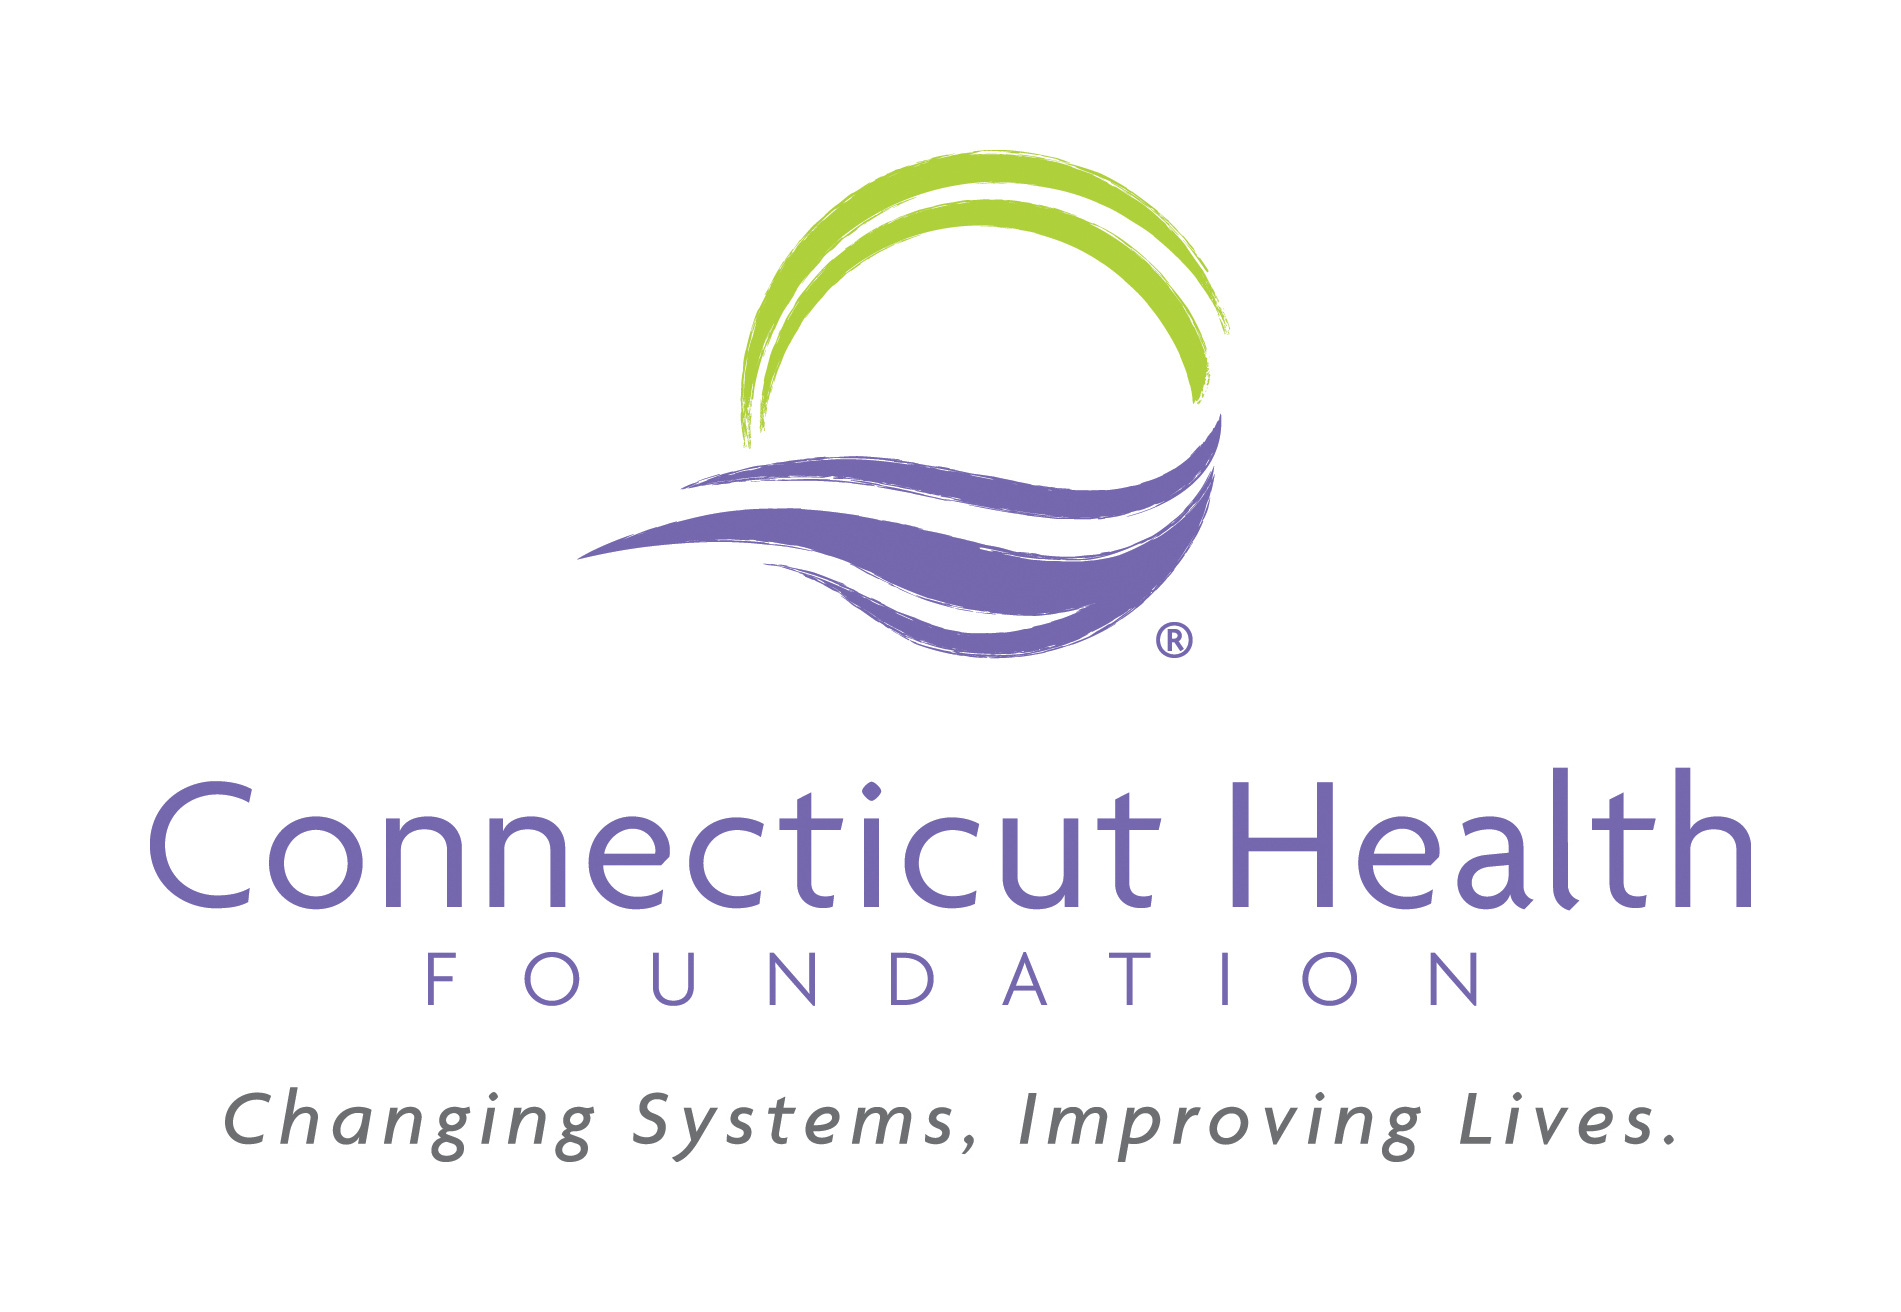 ®
Connecticut Health
FOUNDATION
Changing Systems, Improving Lives.